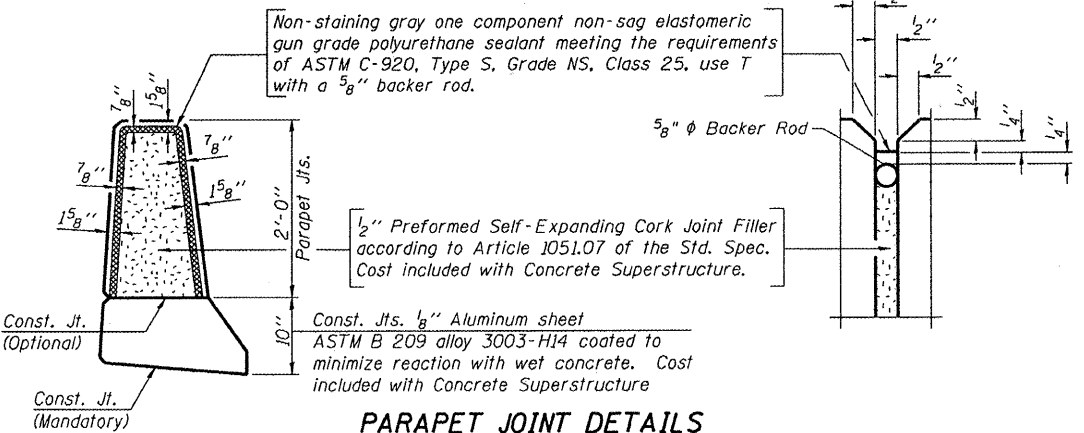 Non-staining gray one component non-sag elastomeric
gun grade polyurethane sealant meeting the requirements
of ASTM C-920, Type S, Grade NS, Class 25, use T
with a 5/8" backer rod.
7/8"
1 5/8"
7/8"
7/8"
1 5/8"
1 5/8"
2'-0"
Parapet Jts.
10"
1/2"
1/2"
1/2"
1/4"
1/4"
5/8" ϕ Backer Rod
1/2" Preformed Self-Expanding Cork Joint Filler
according to Article 1051.07 of the Std. Spec.
Cost included with Concrete Superstructure.
Const. Jt.
(Optional)
Const. Jts. 1/8" Aluminum sheet
ASTM B 209 alloy 3003-H14 coated to
minimize reaction with wet concrete. Cost
included with Concrete Superstructure
Const. Jt.
(Mandatory)
PARAPET JOINT DETAILS